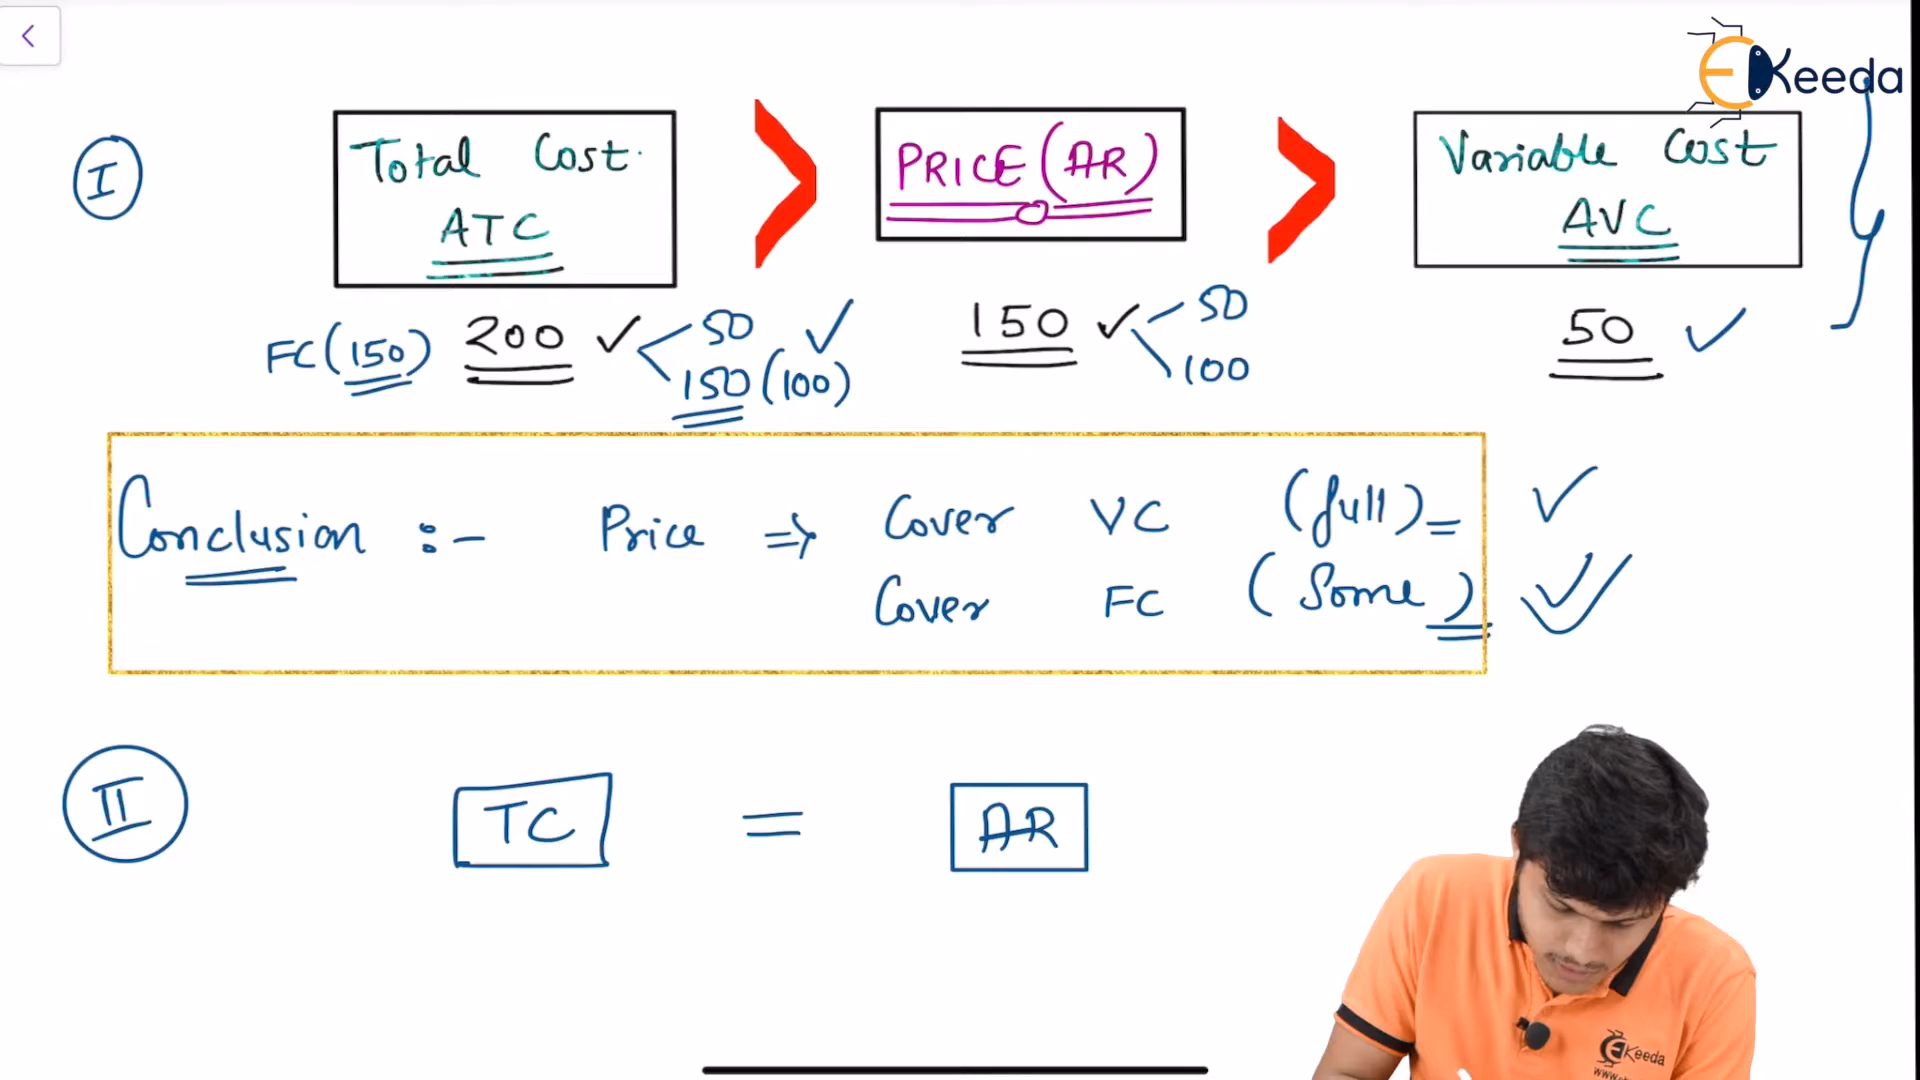 EKeeda
I
Total Cost
ATC
>
PRICE (AR)
>
Variable Cost
AVC
FC (150) 200 ✓ 50 ✓
150 (100)
150 ✓ 50
100
50 ✓
Conclusion :- Price ⇒ Cover VC (full) ✓
Cover FC (Some) ✓
II
TC = AR
EKeeda